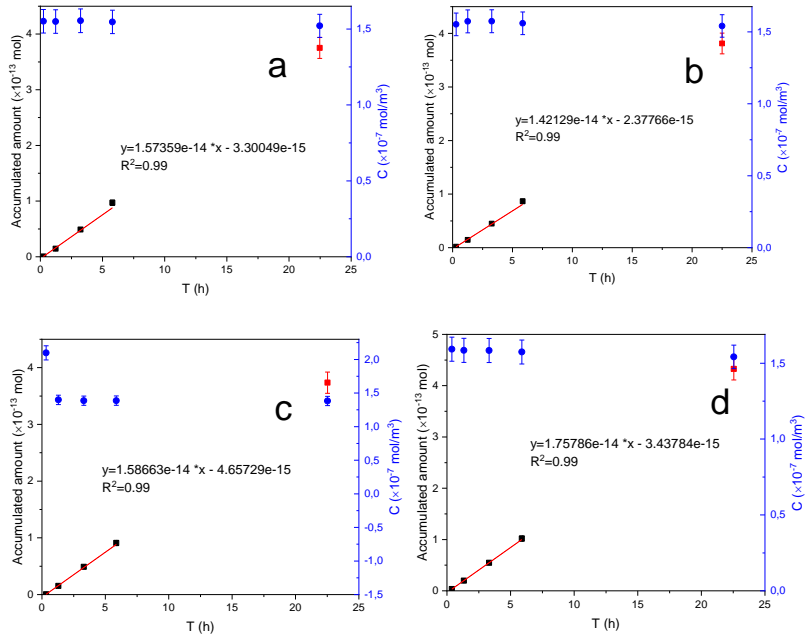 a
y=1.57359e-14 *x - 3.30049e-15
R²=0.99
Accumulated amount (×10⁻¹³ mol)
0
1
2
3
4
0
5
10
15
20
25
T (h)
0,0
0,5
1,0
1,5
C (×10⁻⁷ mol/m³)
b
y=1.42129e-14 *x - 2.37766e-15
R²=0.99
Accumulated amount (×10⁻¹³ mol)
0
1
2
3
4
0
5
10
15
20
25
T (h)
0,0
0,5
1,0
1,5
C (×10⁻⁷ mol/m³)
c
y=1.58663e-14 *x - 4.65729e-15
R²=0.99
Accumulated amount (×10⁻¹³ mol)
0
1
2
3
4
0
5
10
15
20
25
T (h)
-1,5
-1,0
-0,5
0,0
0,5
1,0
1,5
2,0
C (×10⁻⁷ mol/m³)
d
y=1.75786e-14 *x - 3.43784e-15
R²=0.99
Accumulated amount (×10⁻¹³ mol)
0
1
2
3
4
5
0
5
10
15
20
25
T (h)
0,0
0,5
1,0
1,5
C (×10⁻⁷ mol/m³)